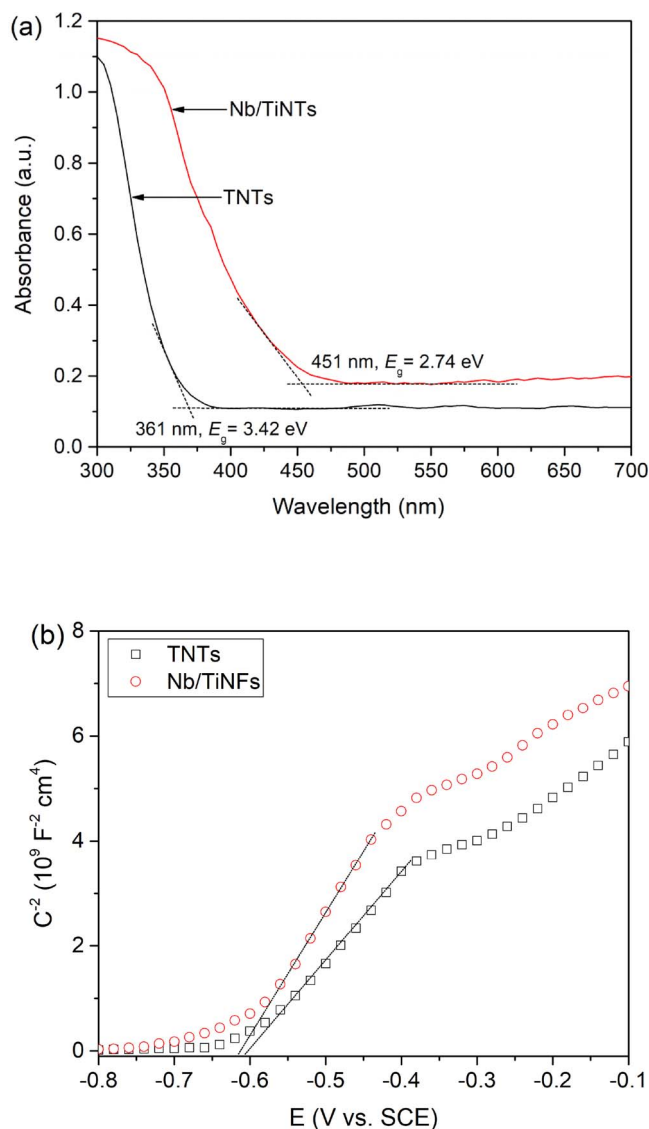 (a)
1.2
1.0
0.8
0.6
0.4
0.2
0.0
Absorbance (a.u.)
Nb/TiNTs
TNTs
451 nm, Eg = 2.74 eV
361 nm, Eg = 3.42 eV
300 350 400 450 500 550 600 650 700
Wavelength (nm)
(b)
8
6
4
2
0
C-2 (10^9 F-2 cm4)
TNTs
Nb/TiNFs
-0.8 -0.7 -0.6 -0.5 -0.4 -0.3 -0.2 -0.1
E (V vs. SCE)